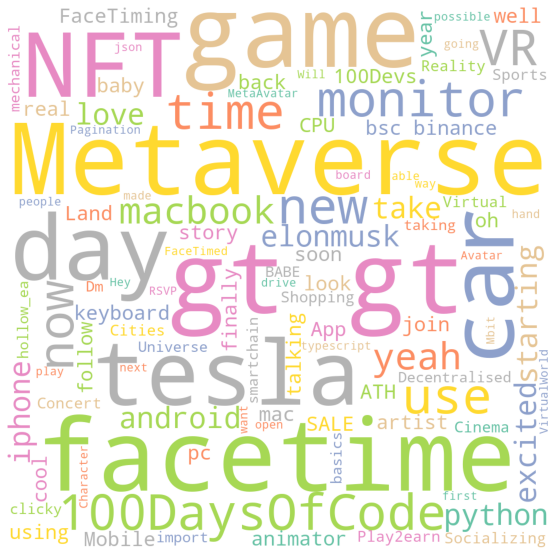 FaceTiming
possible
going
year
well
mechanical
json
NFT
game
Will
VR
baby
back
100Devs
Reality
Sports
real
love
time
MetaAvatar
CPU
monitor
Pagination
bsc binance
Metaverse
people
made
board
able
way
Virtual
hand
Land
macbook
new
take
oh
day
story
elonmusk
taking
car
hollow_ea
now
gt
gt
FaceTimed
soon
BABE
look
talking
Avatar
starting
Dm
Hey
RSVP
finally
drive
Shopping
keyboard
Cities
App
join
Mbit
follow
Universe
smartchain
typescript
VirtualWorld
play
next
tesla
yeah
iphone
Concert
android
mac
want
open
ATH
Decentralised
use
excited
cool
character
pc
SALE
artist
Cinema
basics
facetime
clicky
100DaysOfCode
first
python
using
Mobile
import
animator
Play2earn
Socializing